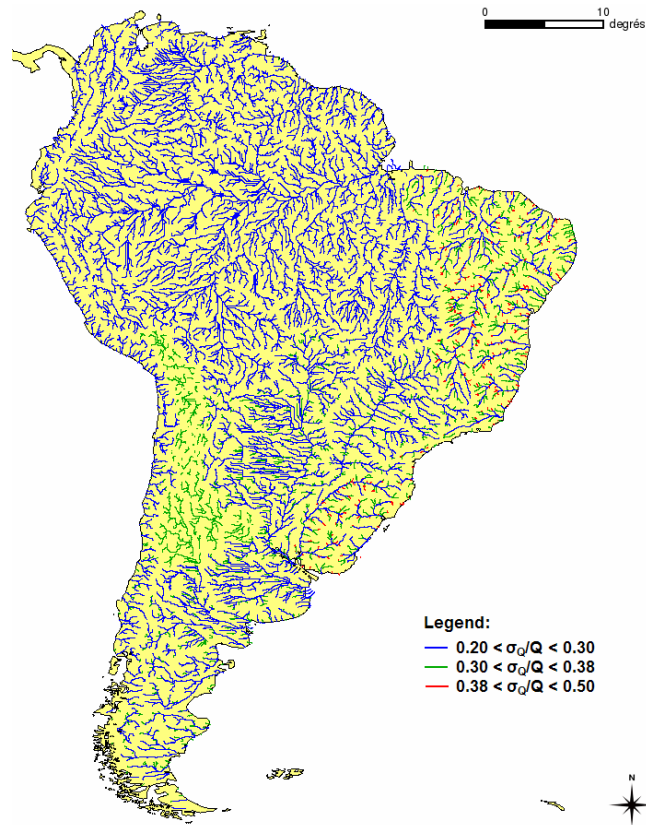 0 10
degrés
Legend:
0.20 < σQ/Q < 0.30
0.30 < σQ/Q < 0.38
0.38 < σQ/Q < 0.50
N